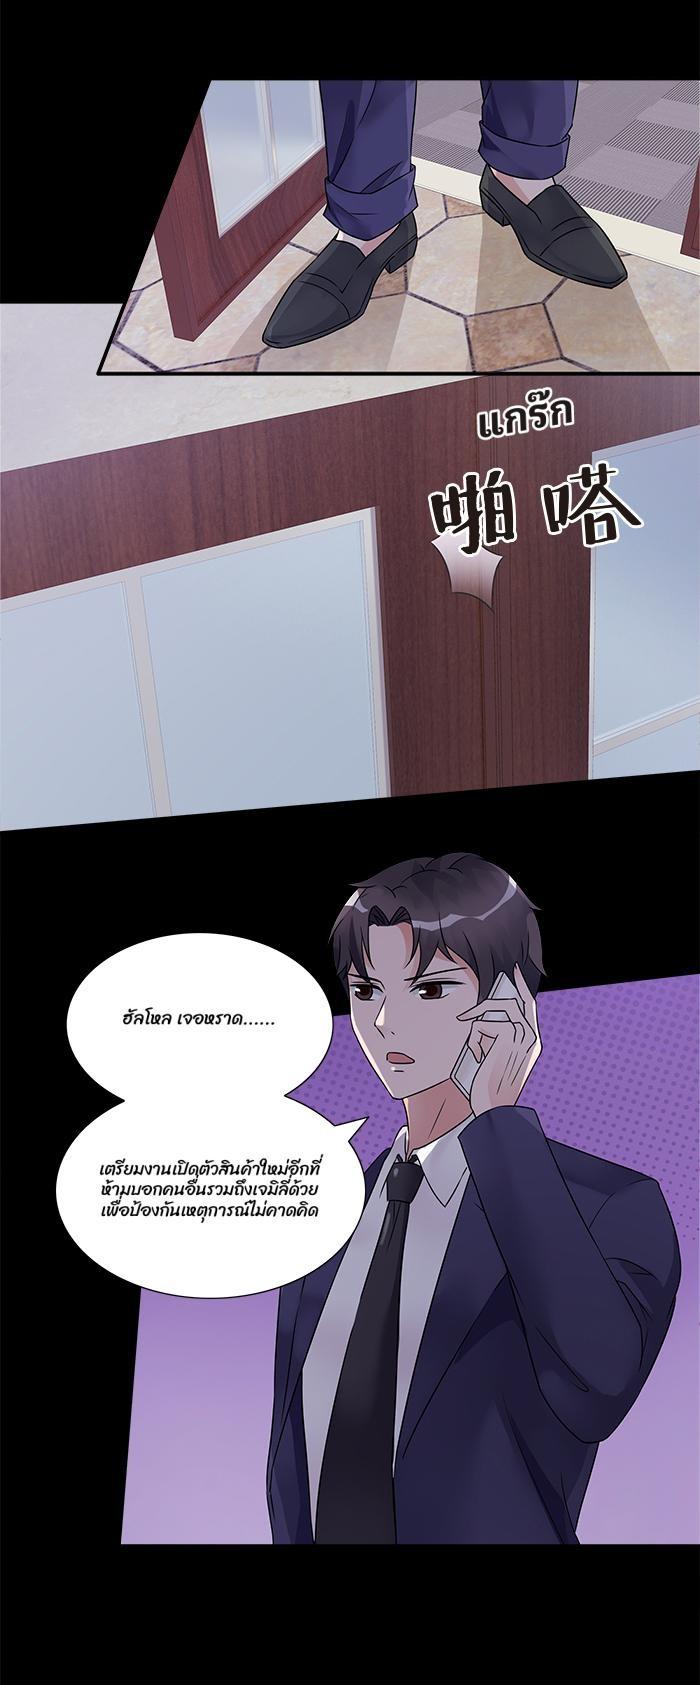 แกร๊ก
啪嗒
ฮัลโหล เจอหราด......
เตรียมงานเปิดตัวสินค้าใหม่อีกที่
ห้ามบอกคนอื่นรวมถึงเจมิลี่ด้วย
เพื่อป้องกันเหตุการณ์ไม่คาดคิด